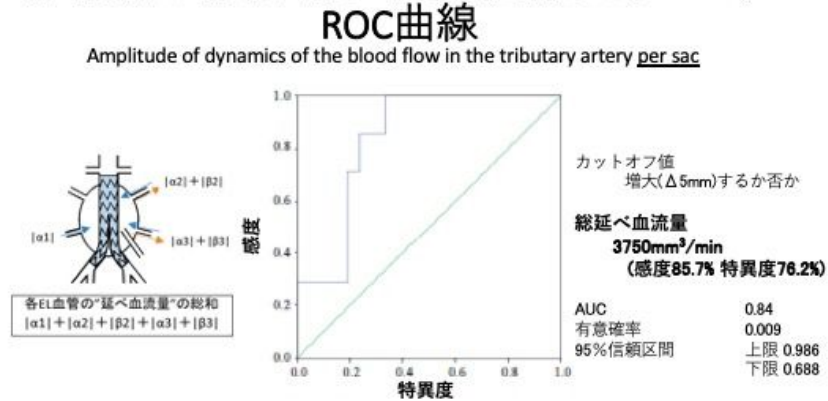 ROC曲線
Amplitude of dynamics of the blood flow in the tributary artery per sac
|α2|+|β2|
|α1|
|α3|+|β3|
各EL血管の"延べ血流量"の総和
|α1|+|α2|+|β2|+|α3|+|β3|
感度
1.0
0.8
0.6
0.4
0.2
0.0
0.0 0.2 0.4 0.6 0.8 1.0
特異度
カットオフ値
増大(Δ5mm)するか否か
総延べ血流量
3750mm³/min
(感度85.7% 特異度76.2%)
AUC 0.84
有意確率 0.009
95%信頼区間 上限 0.986
下限 0.688